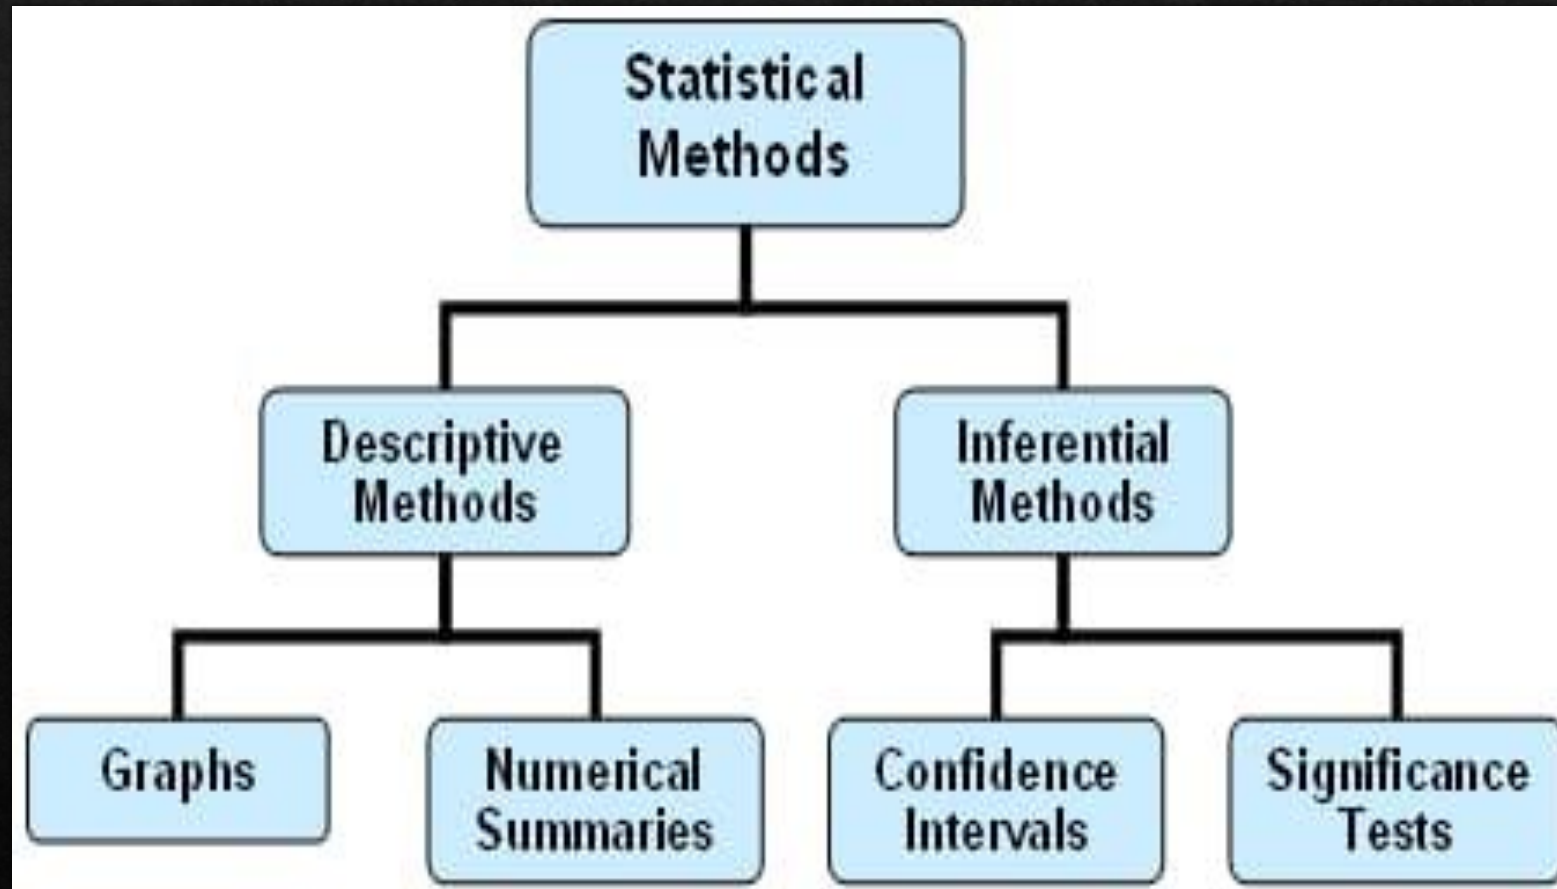 Statistical
Methods
Descriptive
Methods
Inferential
Methods
Graphs
Numerical
Summaries
Confidence
Intervals
Significance
Tests